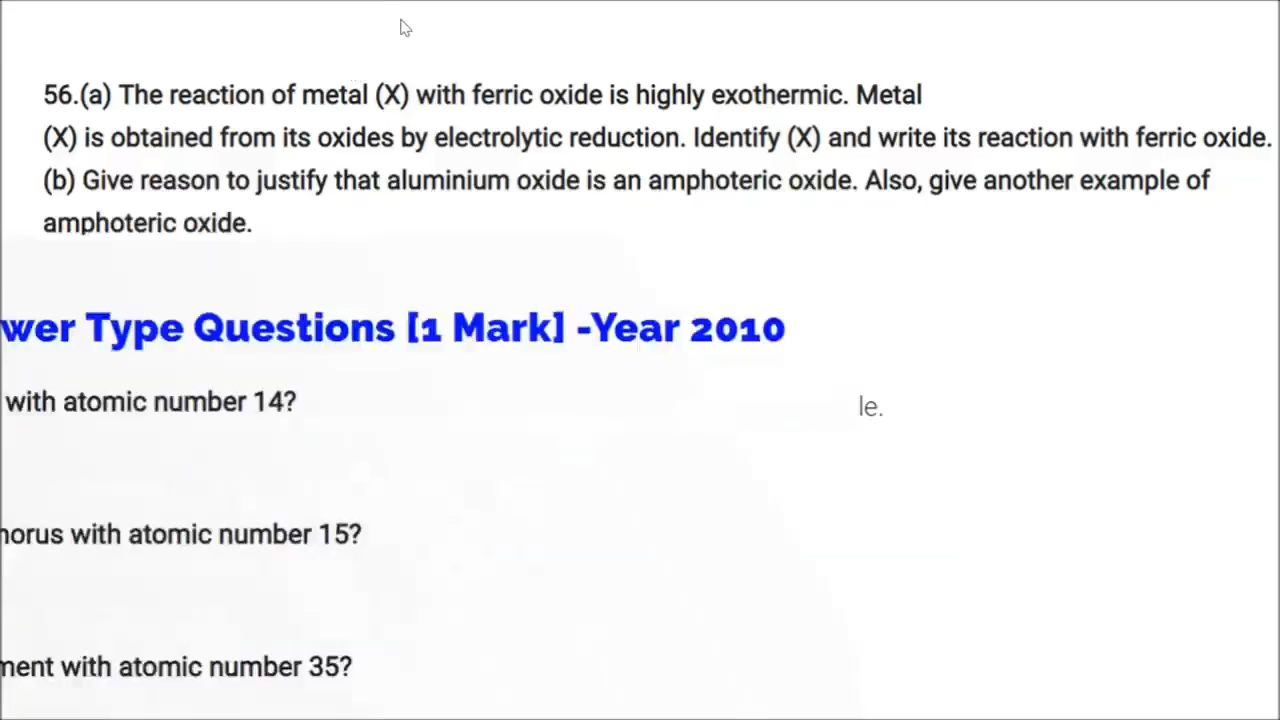 56.(a) The reaction of metal (X) with ferric oxide is highly exothermic. Metal
(X) is obtained from its oxides by electrolytic reduction. Identify (X) and write its reaction with ferric oxide.
(b) Give reason to justify that aluminium oxide is an amphoteric oxide. Also, give another example of
amphoteric oxide.
wer Type Questions [1 Mark] -Year 2010
with atomic number 14?
le.
horus with atomic number 15?
ment with atomic number 35?